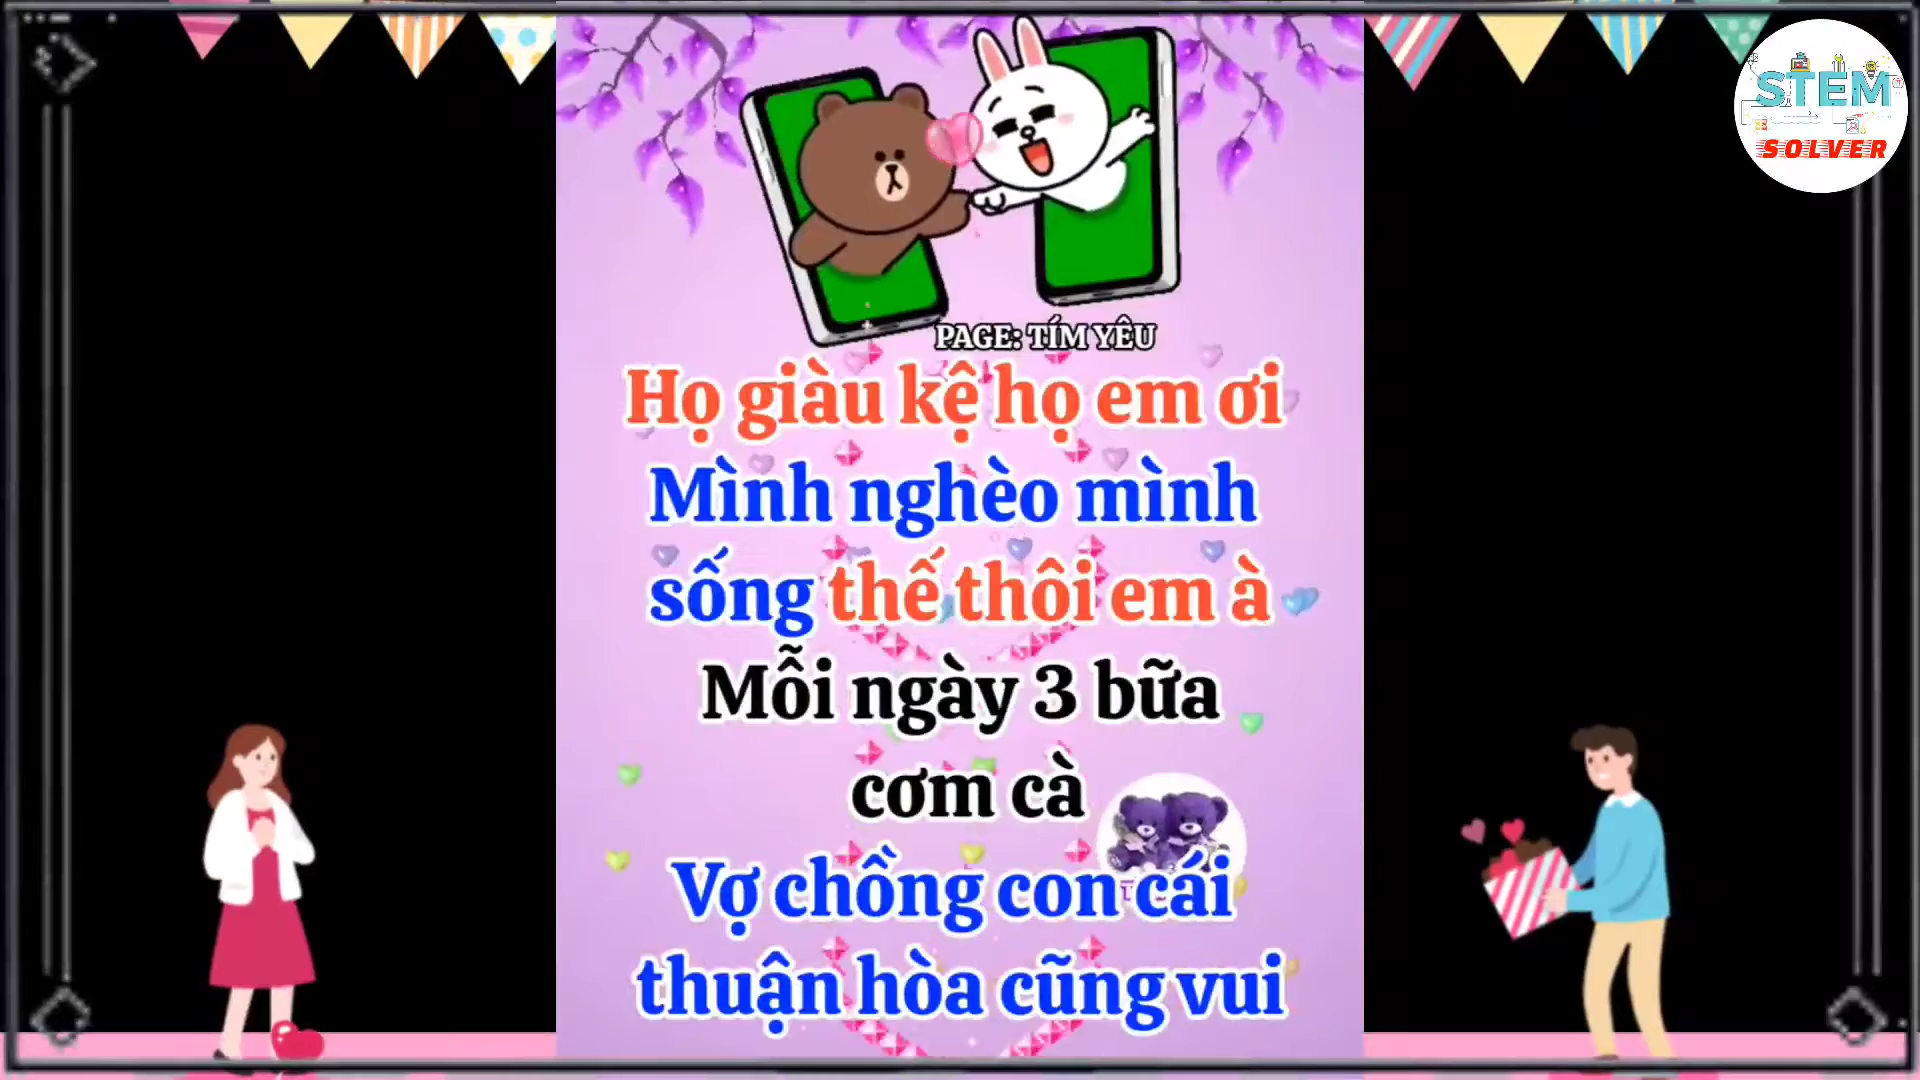 STEM
SOLVER
PAGE: TÍM YÊU
Họ giàu kệ họ em ơi
Mình nghèo mình
sống thế thôi em à
Mỗi ngày 3 bữa
cơm cà
Vợ chồng con cái
thuận hòa cũng vui